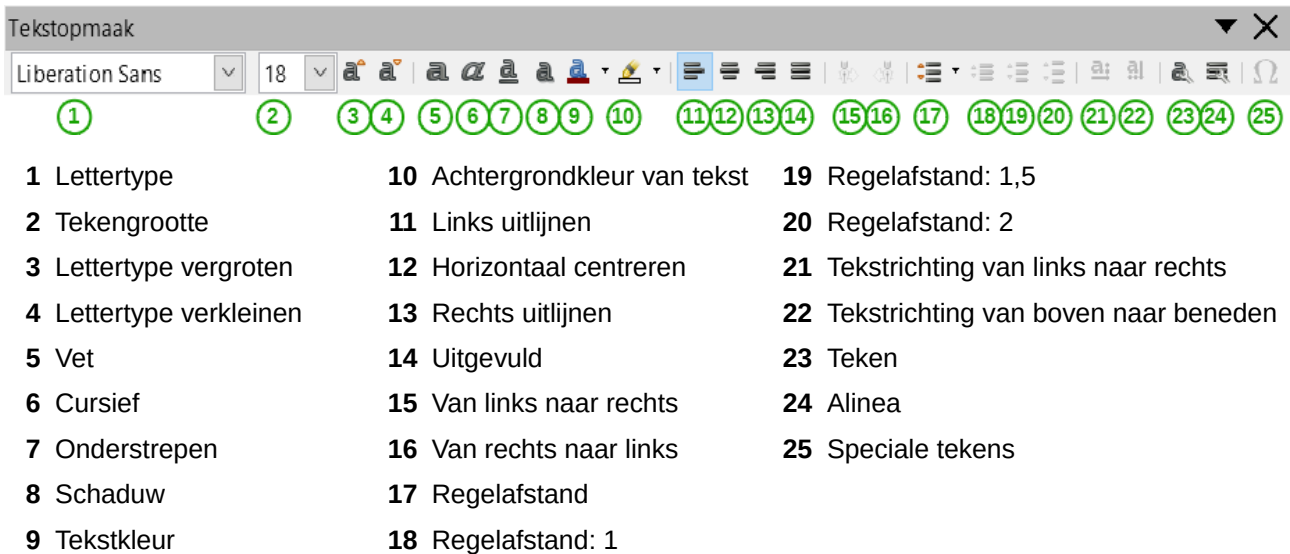 Tekstopmaak
Liberation Sans 18
1 2 3 4 5 6 7 8 9 10 11 12 13 14 15 16 17 18 19 20 21 22 23 24 25
1 Lettertype
2 Tekengrootte
3 Lettertype vergroten
4 Lettertype verkleinen
5 Vet
6 Cursief
7 Onderstrepen
8 Schaduw
9 Tekstkleur
10 Achtergrondkleur van tekst
11 Links uitlijnen
12 Horizontaal centreren
13 Rechts uitlijnen
14 Uitgevuld
15 Van links naar rechts
16 Van rechts naar links
17 Regelafstand
18 Regelafstand: 1
19 Regelafstand: 1,5
20 Regelafstand: 2
21 Tekstrichting van links naar rechts
22 Tekstrichting van boven naar beneden
23 Teken
24 Alinea
25 Speciale tekens